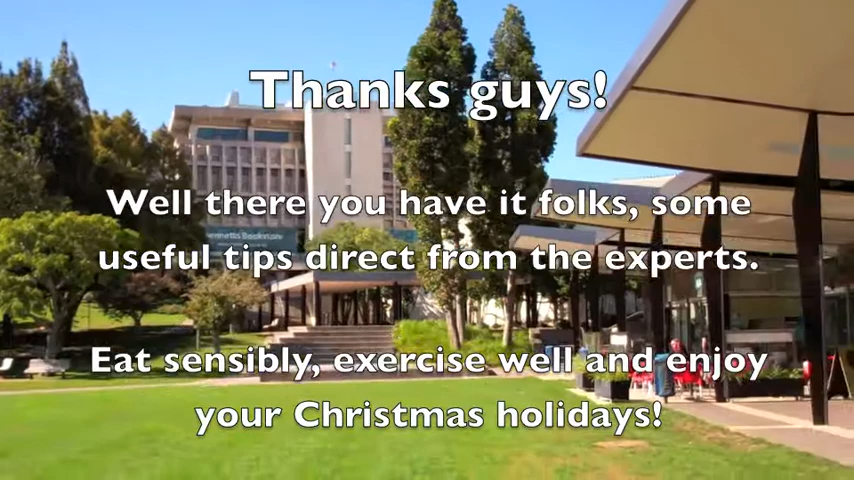 Thanks guys!
Well there you have it folks, some
useful tips direct from the experts.
Eat sensibly, exercise well and enjoy
your Christmas holidays!